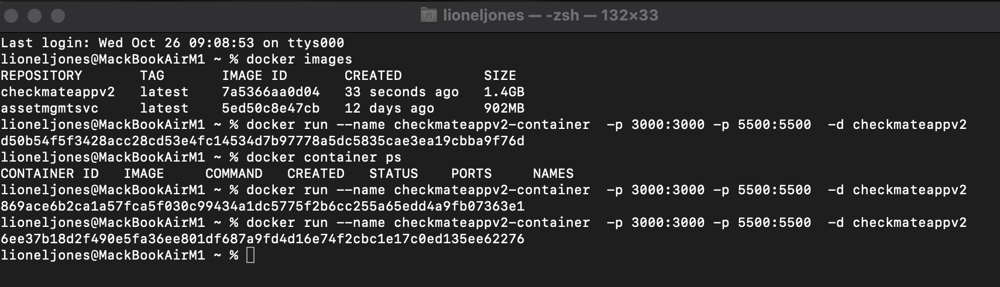 lioneljones — -zsh — 132×33
Last login: Wed Oct 26 09:08:53 on ttys000
lioneljones@MackBookAirM1 ~ % docker images
REPOSITORY       TAG       IMAGE ID       CREATED          SIZE
checkmateappv2   latest    7a5366aa0d04   33 seconds ago   1.4GB
assetmgmtsvc     latest    5ed50c8e47cb   12 days ago      902MB
lioneljones@MackBookAirM1 ~ % docker run --name checkmateappv2-container  -p 3000:3000 -p 5500:5500  -d checkmateappv2
d50b54f5f3428acc28cd53e4fc14534d7b97778a5dc5835cae3ea19cbba9f76d
lioneljones@MackBookAirM1 ~ % docker container ps
CONTAINER ID   IMAGE     COMMAND   CREATED   STATUS    PORTS     NAMES
lioneljones@MackBookAirM1 ~ % docker run --name checkmateappv2-container  -p 3000:3000 -p 5500:5500  -d checkmateappv2
869ace6b2ca1a57fca5f030c99434a1dc5775f2b6cc255a65edd4a9fb07363e1
lioneljones@MackBookAirM1 ~ % docker run --name checkmateappv2-container  -p 3000:3000 -p 5500:5500  -d checkmateappv2
6ee37b18d2f490e5fa36ee801df687a9fd4d16e74f2cbc1e17c0ed135ee62276
lioneljones@MackBookAirM1 ~ %